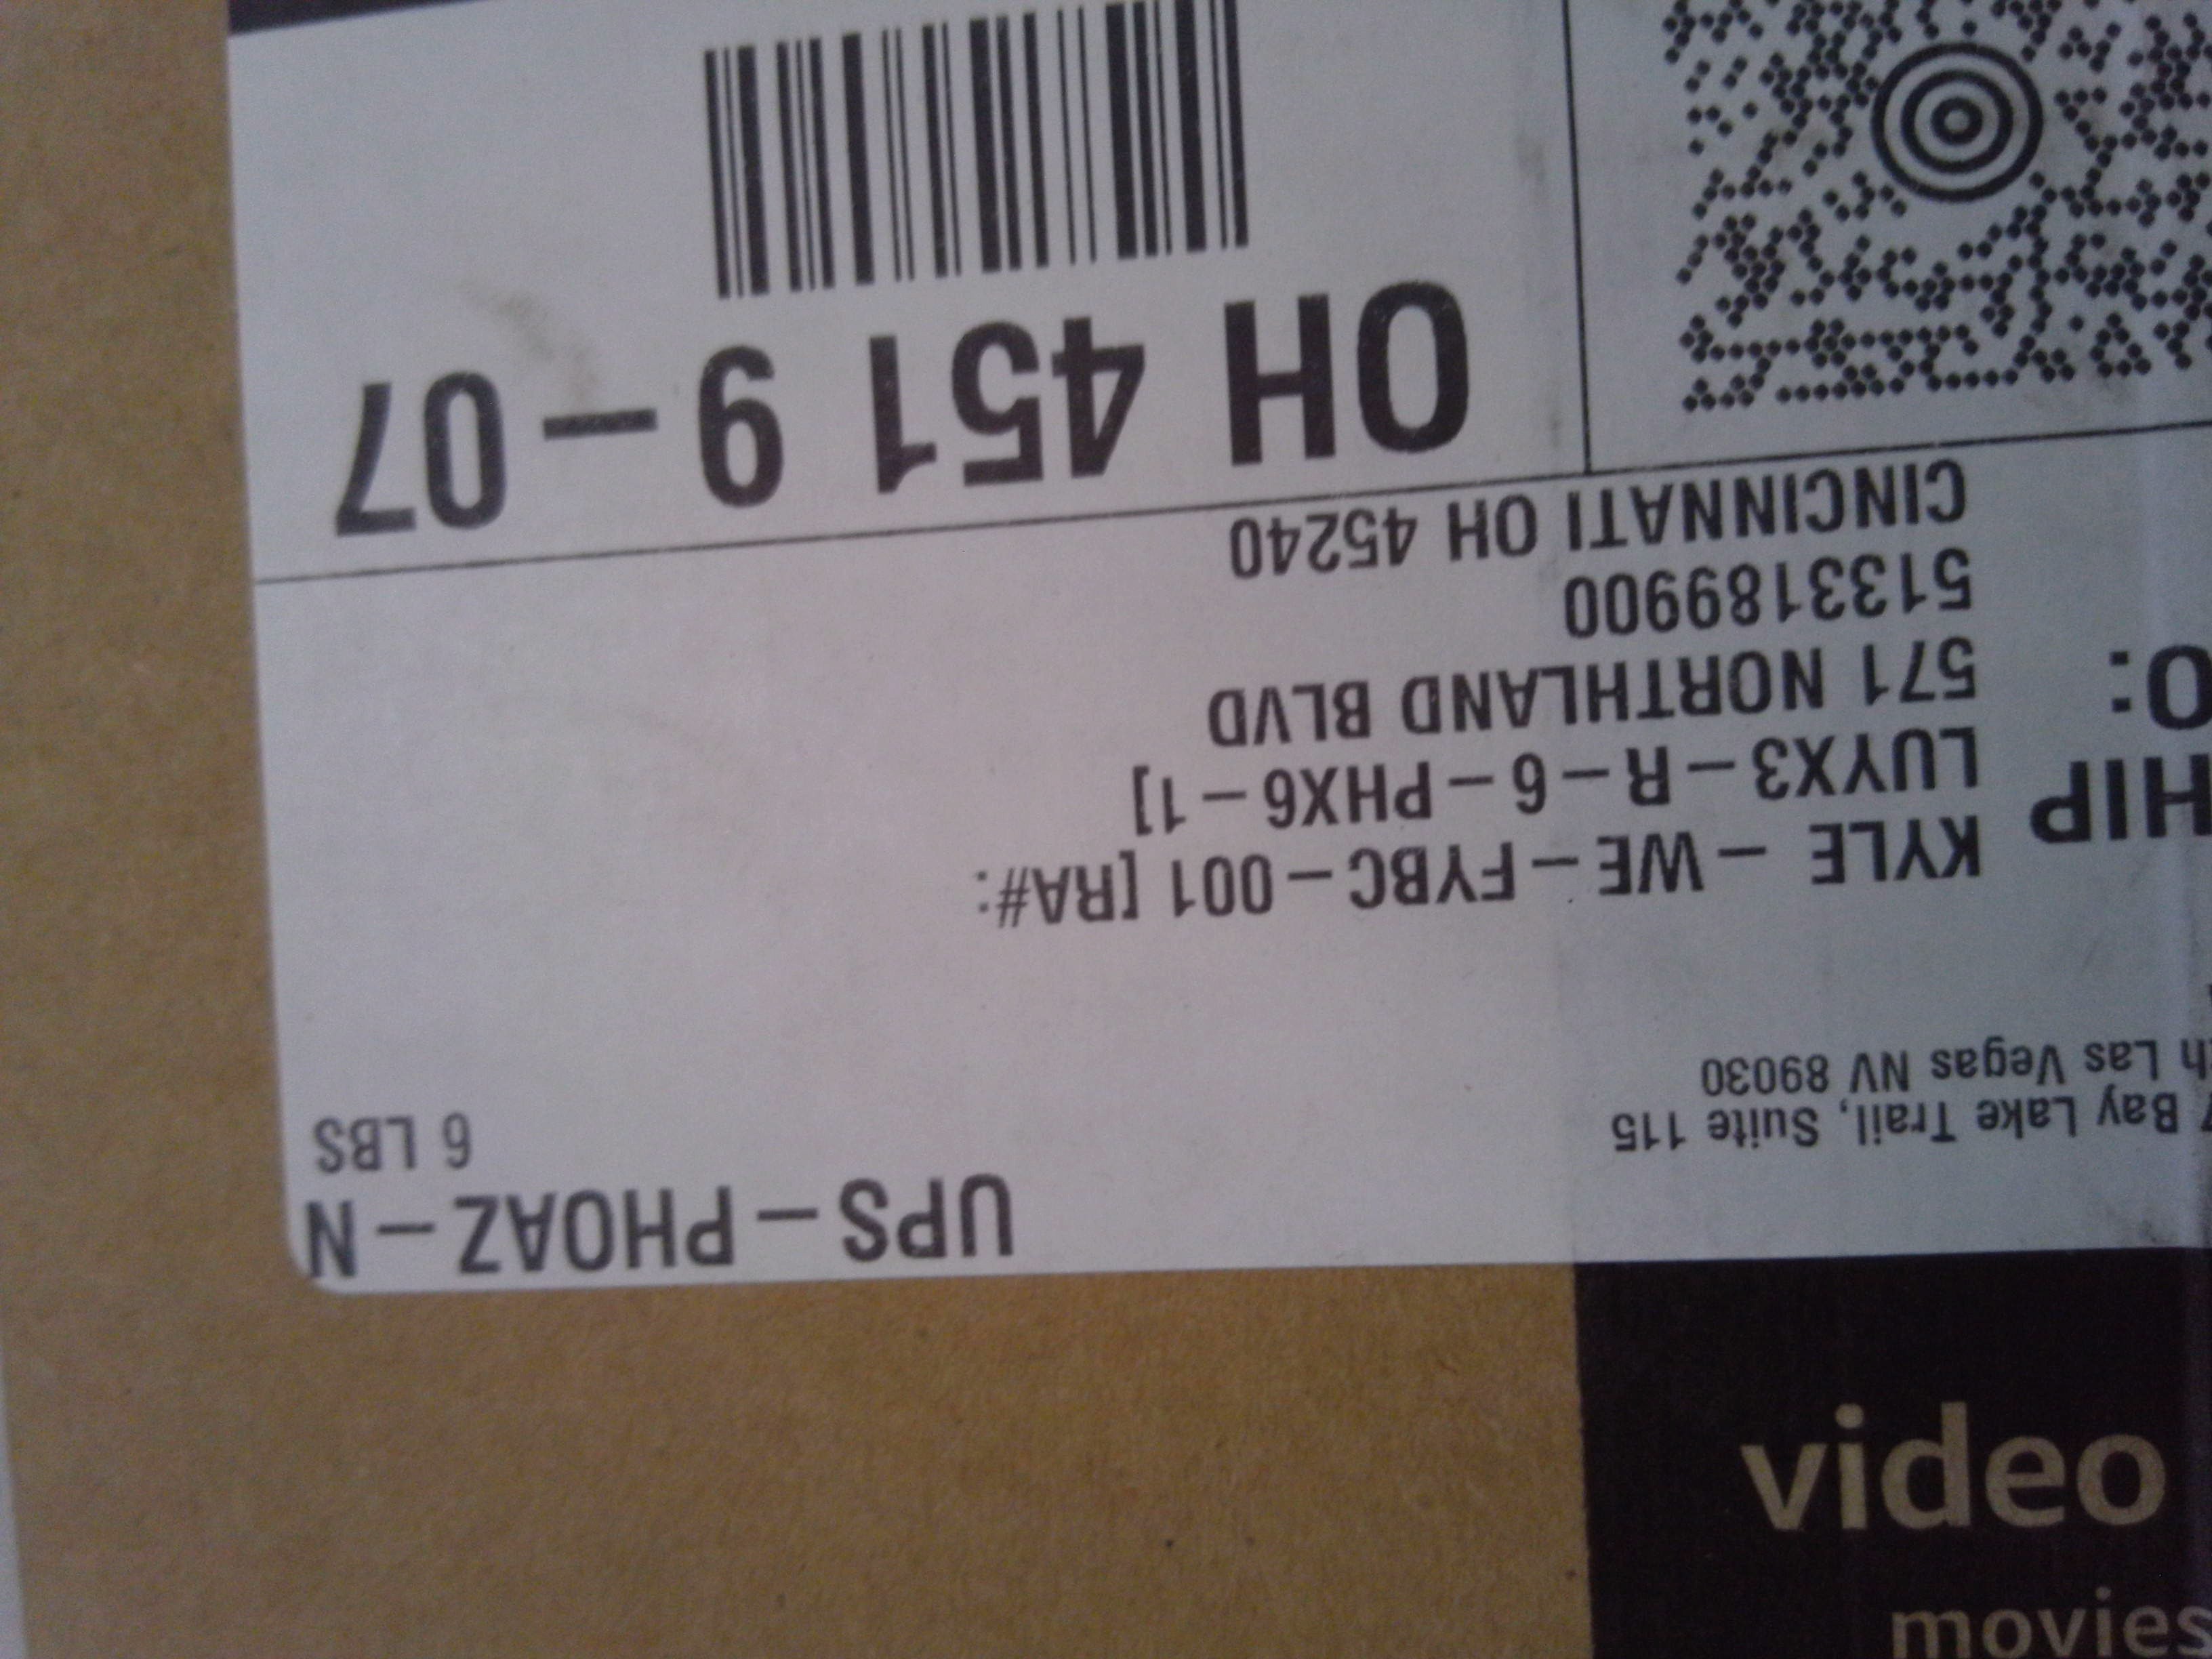 UPS-PHOAZ-N
6 LBS
Bay Lake Trail, Suite 115
Las Vegas NV 89030
KYLE - WE-FYBC-001 [RA#:
LUYX3-R-6-PHX6-1]
571 NORTHLAND BLVD
5133189900
CINCINNATI OH 45240
HIP
O:
OH 451 9-07
video
movies